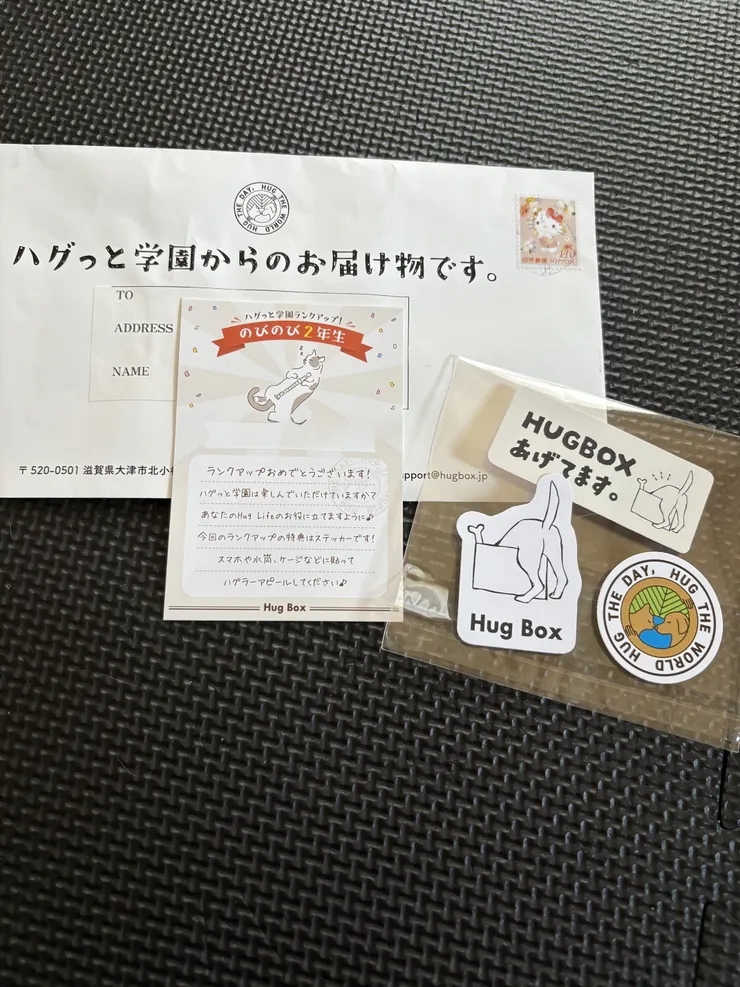 HUG THE DAY, HUG THE WORLD
110
日本郵便 NIPPON
ハグっと学園からのお届け物です。
TO
ADDRESS
NAME
〒520-0501 滋賀県大津市北小
pport@hugbox.jp
ハグっと学園ランクアップ!
のびのび2年生
ランクアップおめでとうございます!
ハグっと学園は楽しんでいただけていますか?
あなたのHug Lifeのお役に立てますように♪
今回のランクアップの特典はステッカーです!
スマホや水筒、ケージなどに貼って
ハグラーアピールしてください♪
Hug Box
HUGBOX
あげてます。
Hug Box
HUG THE DAY, HUG THE WORLD